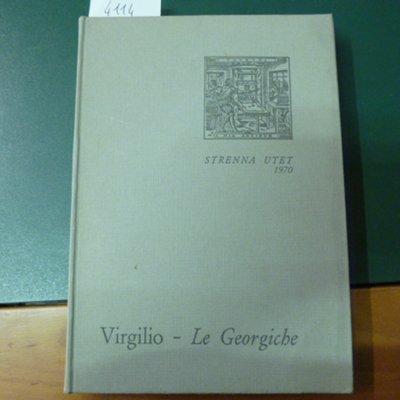 4114
STRENNA UTET
1970
Virgilio - Le Georgiche